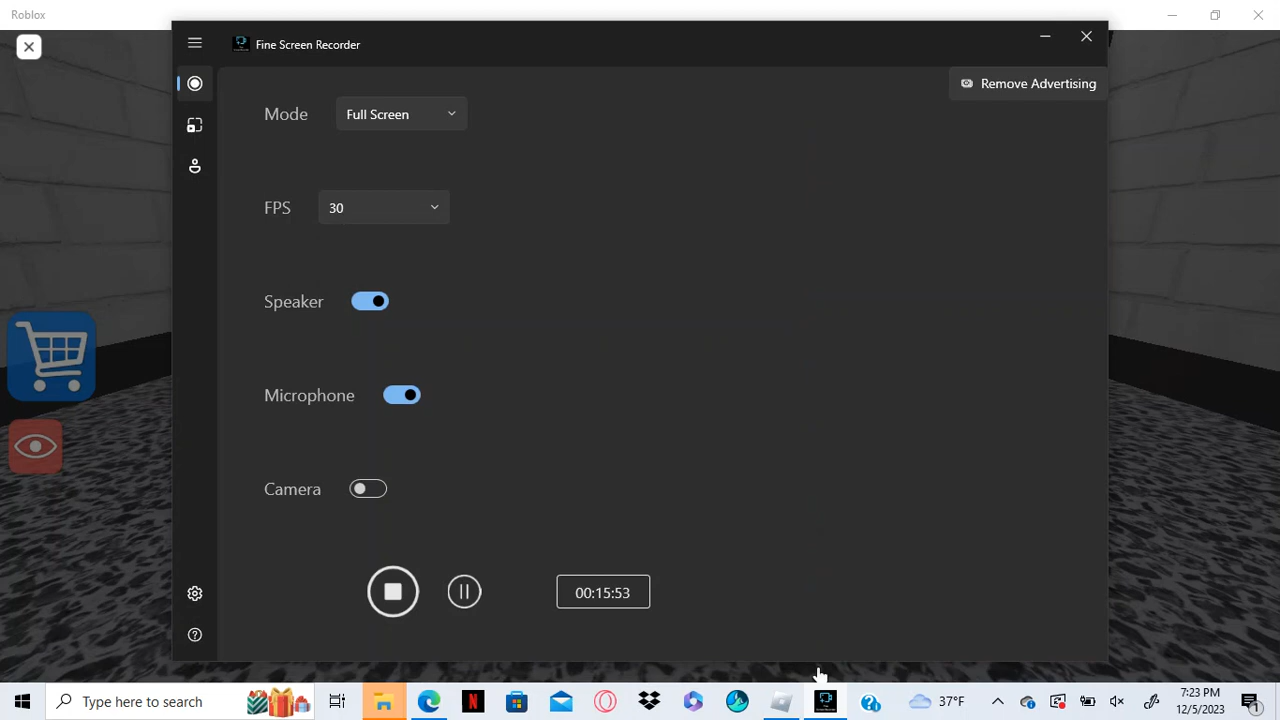 Roblox
Fine Screen Recorder
Remove Advertising
Mode Full Screen
FPS 30
Speaker
Microphone
Camera
00:15:53
Type here to search
37°F
7:23 PM
12/5/2023
1